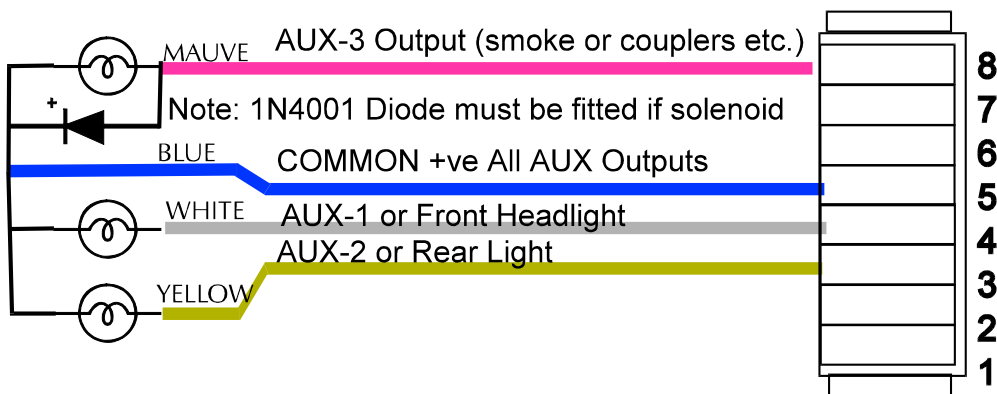 AUX-3 Output (smoke or couplers etc.)
MAUVE
8
Note: 1N4001 Diode must be fitted if solenoid
+
7
BLUE
COMMON +ve All AUX Outputs
6
5
WHITE
AUX-1 or Front Headlight
4
AUX-2 or Rear Light
3
YELLOW
2
1